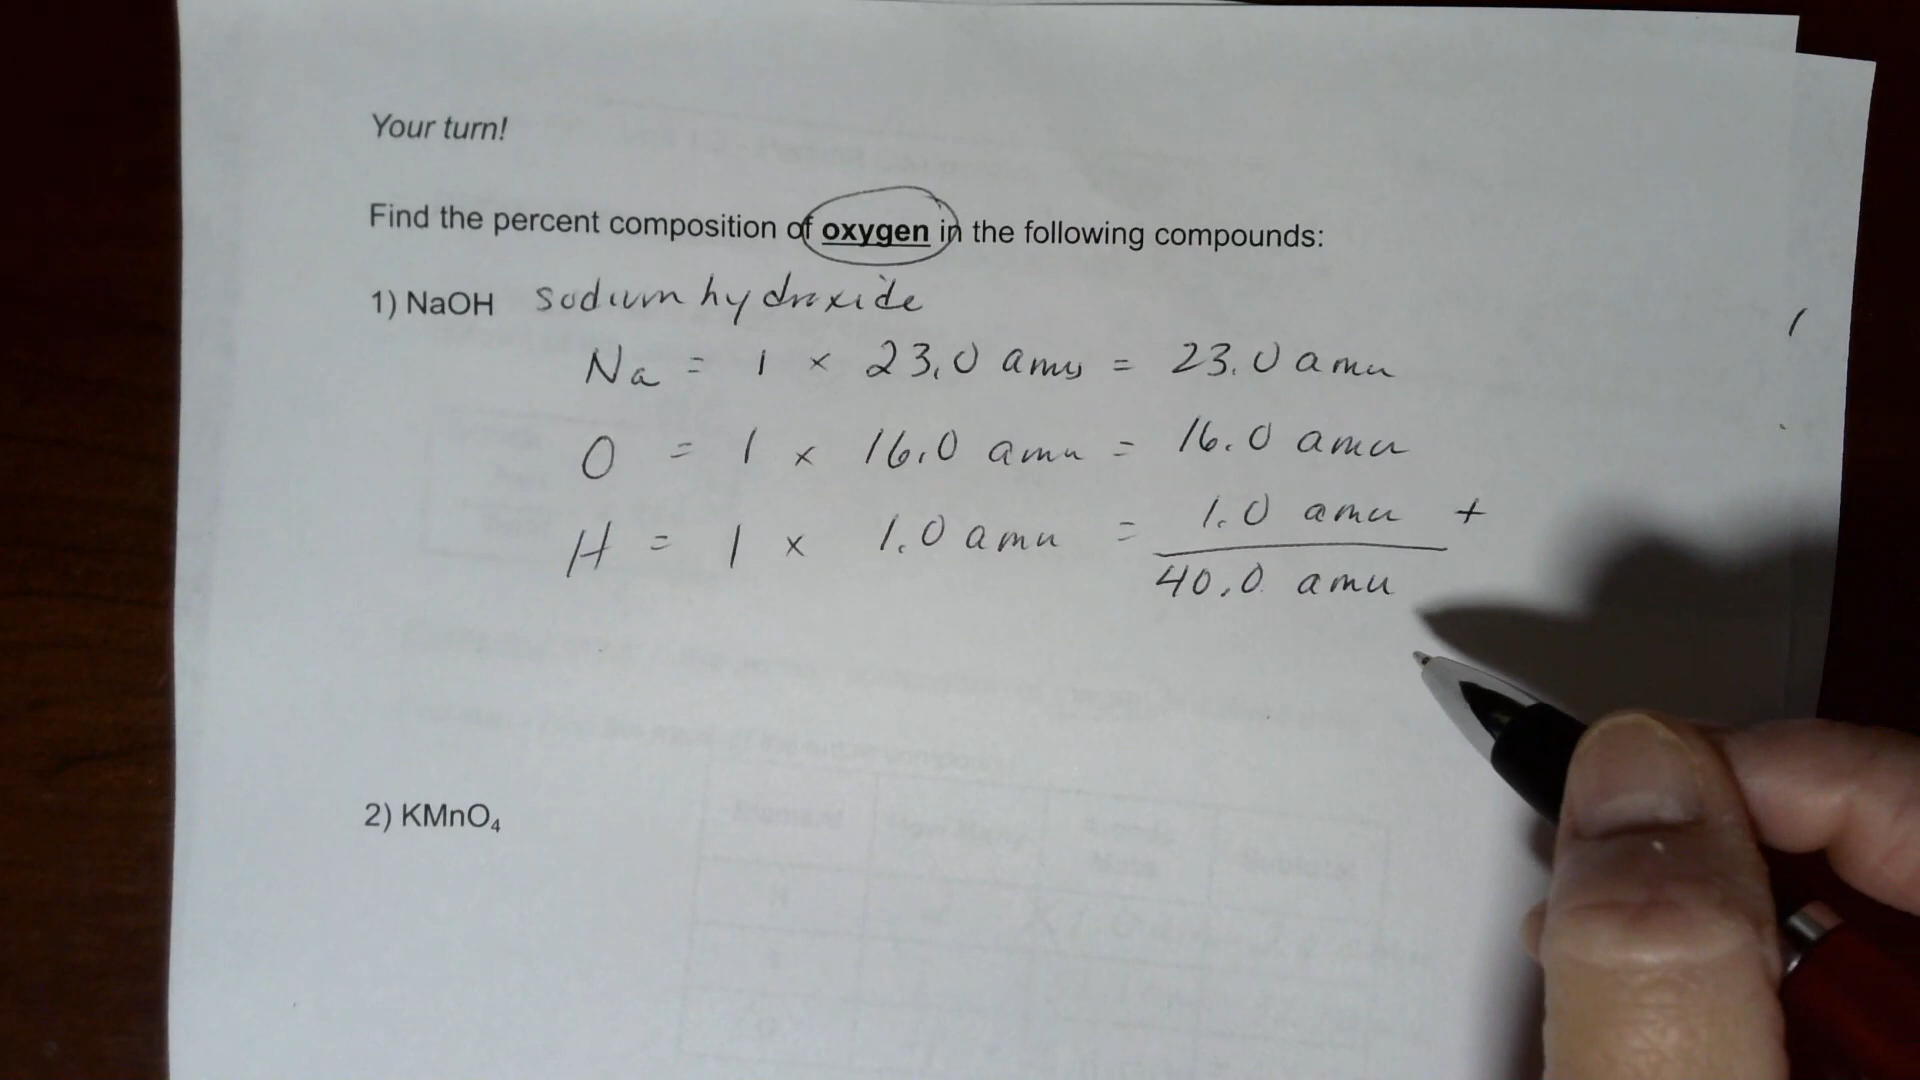 Your turn!
Find the percent composition of oxygen in the following compounds:
1) NaOH sodium hydroxide
Na = 1 × 23.0 amu = 23.0 amu
O = 1 × 16.0 amu = 16.0 amu
H = 1 × 1.0 amu = 1.0 amu +
40.0 amu
2) KMnO₄